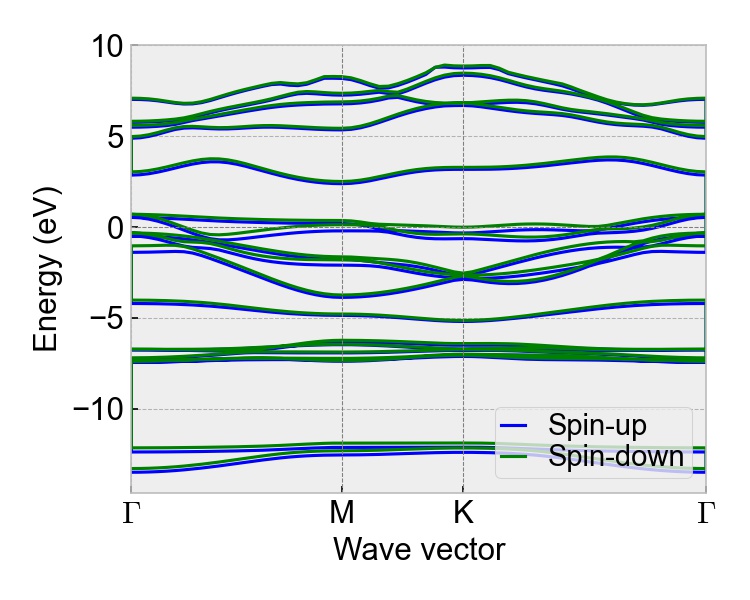 10
5
0
−5
−10
Energy (eV)
Spin-up
Spin-down
Γ M K Γ
Wave vector